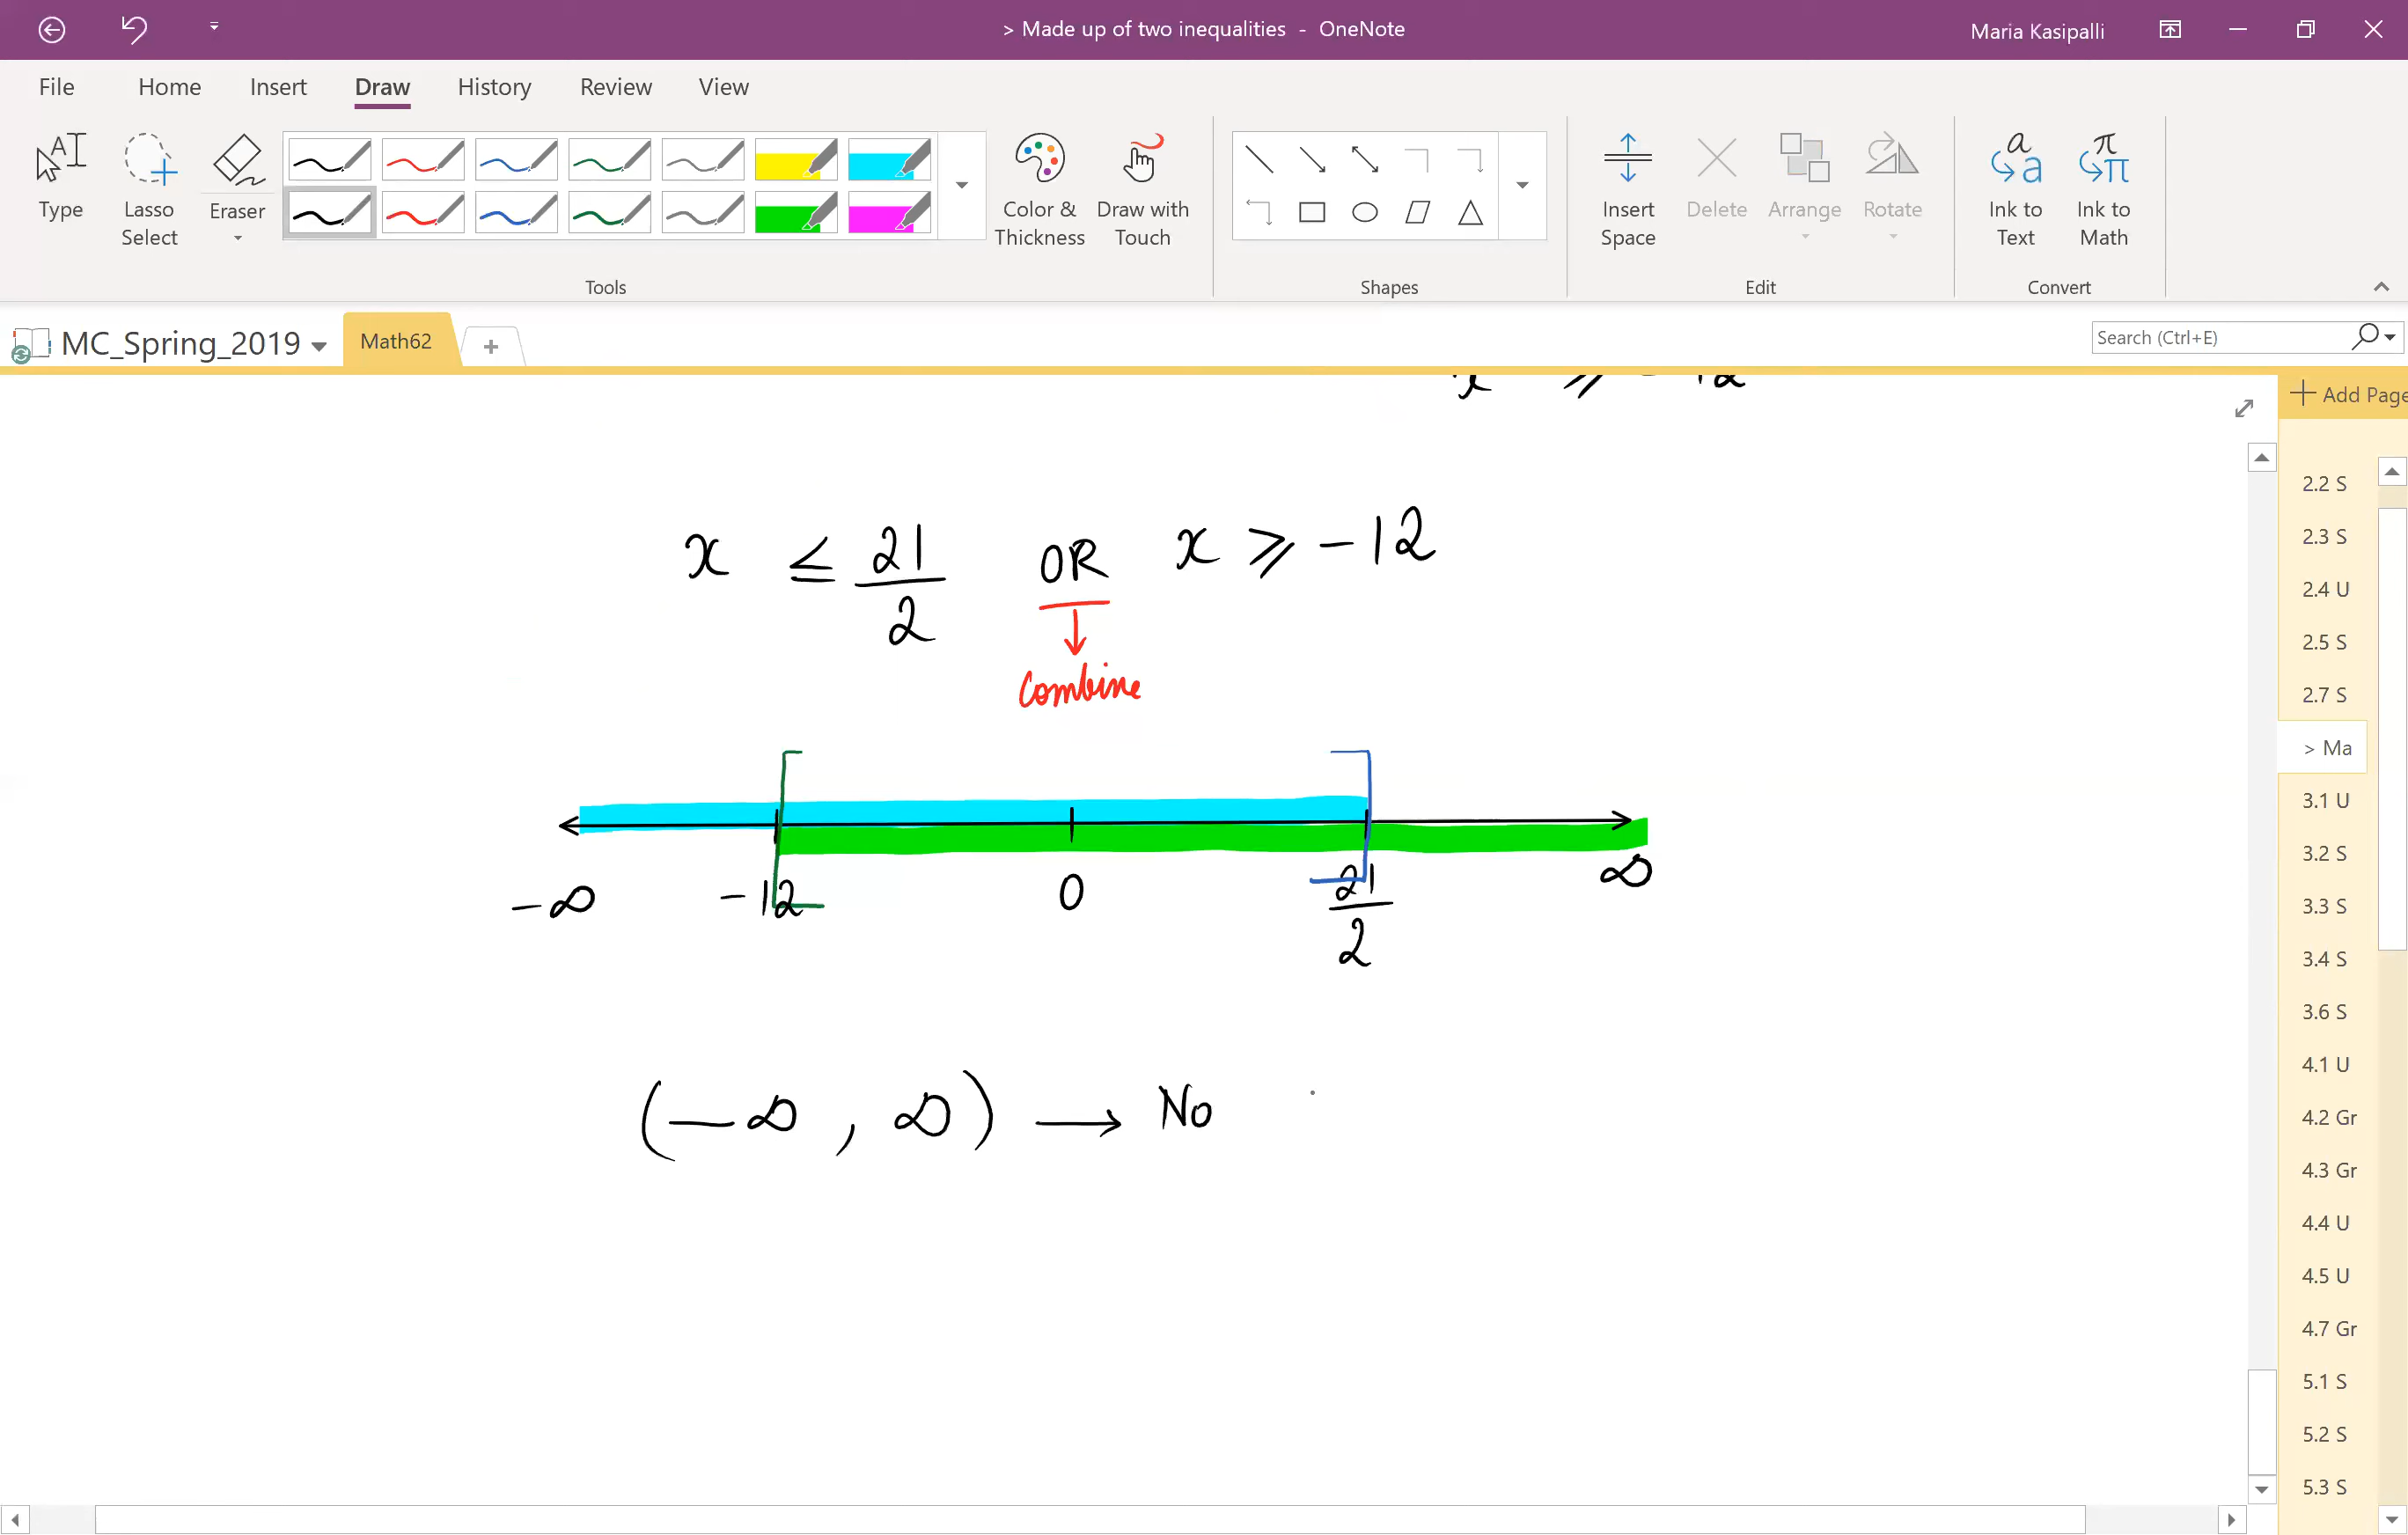 > Made up of two inequalities - OneNote
Maria Kasipalli
File Home Insert Draw History Review View
Type
Lasso Select
Eraser
Color & Thickness
Draw with Touch
Insert Space
Delete
Arrange
Rotate
Ink to Text
Ink to Math
Tools
Shapes
Edit
Convert
MC_Spring_2019
Math62
Search (Ctrl+E)
Add Page
x ≥ -12
x ≤ 21/2 OR x ≥ -12
Combine
-∞ -12 0 21/2 ∞
(-∞, ∞) → No
2.2 S
2.3 S
2.4 U
2.5 S
2.7 S
> Ma
3.1 U
3.2 S
3.3 S
3.4 S
3.6 S
4.1 U
4.2 Gr
4.3 Gr
4.4 U
4.5 U
4.7 Gr
5.1 S
5.2 S
5.3 S